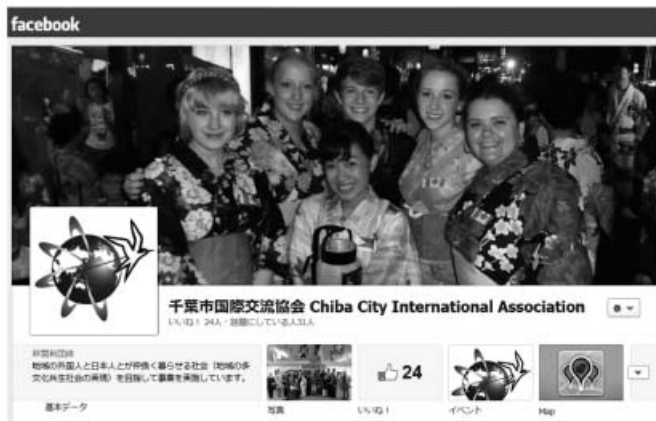 facebook
千葉市国際交流協会 Chiba City International Association
いいね！ 24人 · 話題にしている人31人
非営利団体
地域の外国人と日本人とが仲良く暮らせる社会（地域の多
文化共生社会の実現）を目指して事業を実施しています。
基本データ
写真
24
いいね！
イベント
Map